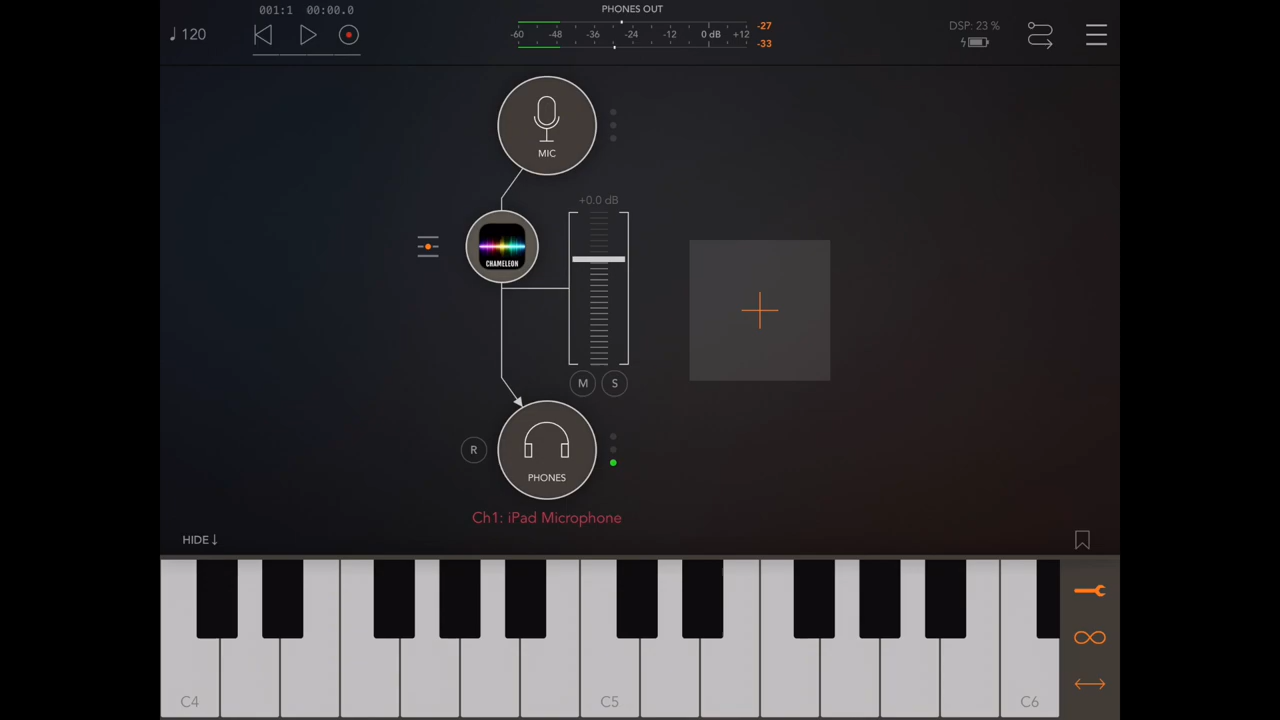 001:1 00:00.0
PHONES OUT
120
-60 -48 -36 -24 -12 0 dB +12
-27
-33
DSP: 23 %
MIC
+0.0 dB
CHAMELEON
M S
R
PHONES
Ch1: iPad Microphone
HIDE↓
C4 C5 C6